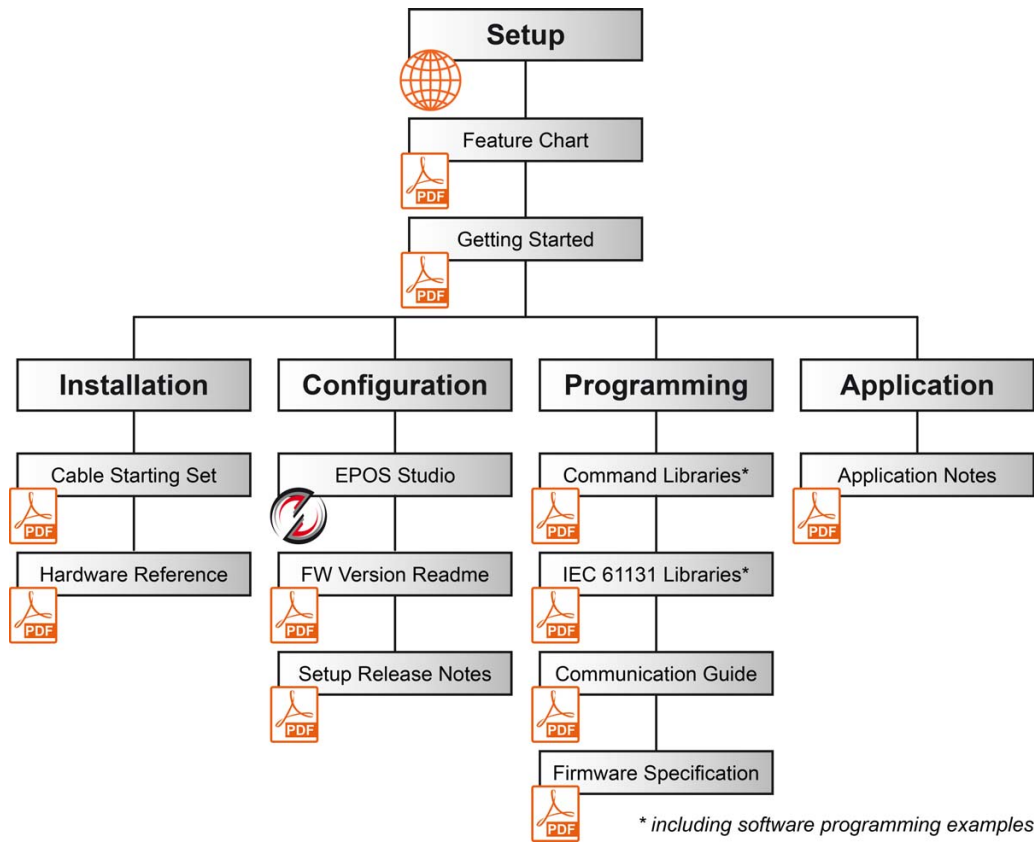 Setup
Feature Chart
PDF
Getting Started
PDF
Installation
Configuration
Programming
Application
Cable Starting Set
EPOS Studio
Command Libraries*
Application Notes
PDF
PDF
PDF
Hardware Reference
FW Version Readme
IEC 61131 Libraries*
PDF
PDF
PDF
Setup Release Notes
Communication Guide
PDF
PDF
Firmware Specification
PDF
* including software programming examples